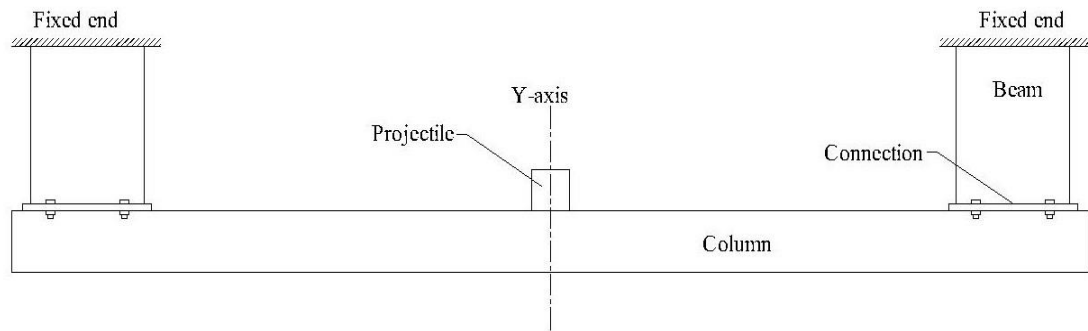 Fixed end
Fixed end
Y-axis
Beam
Projectile
Connection
Column